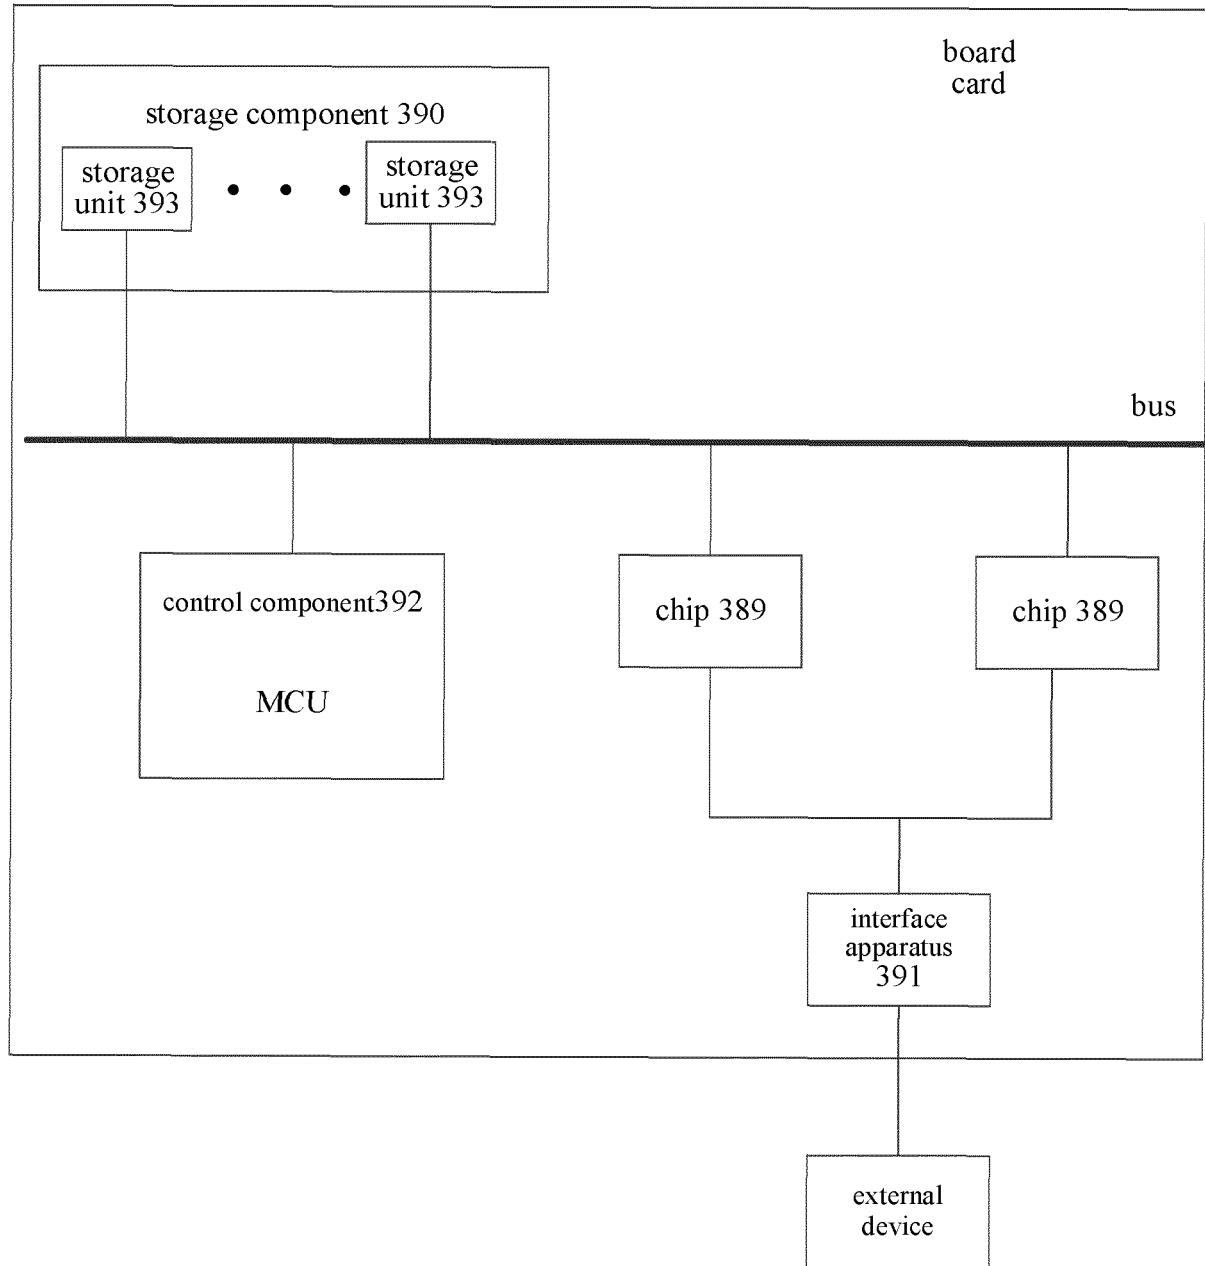 board
card
storage component 390
storage
unit 393
storage
unit 393
bus
control component392
MCU
chip 389
chip 389
interface
apparatus
391
external
device